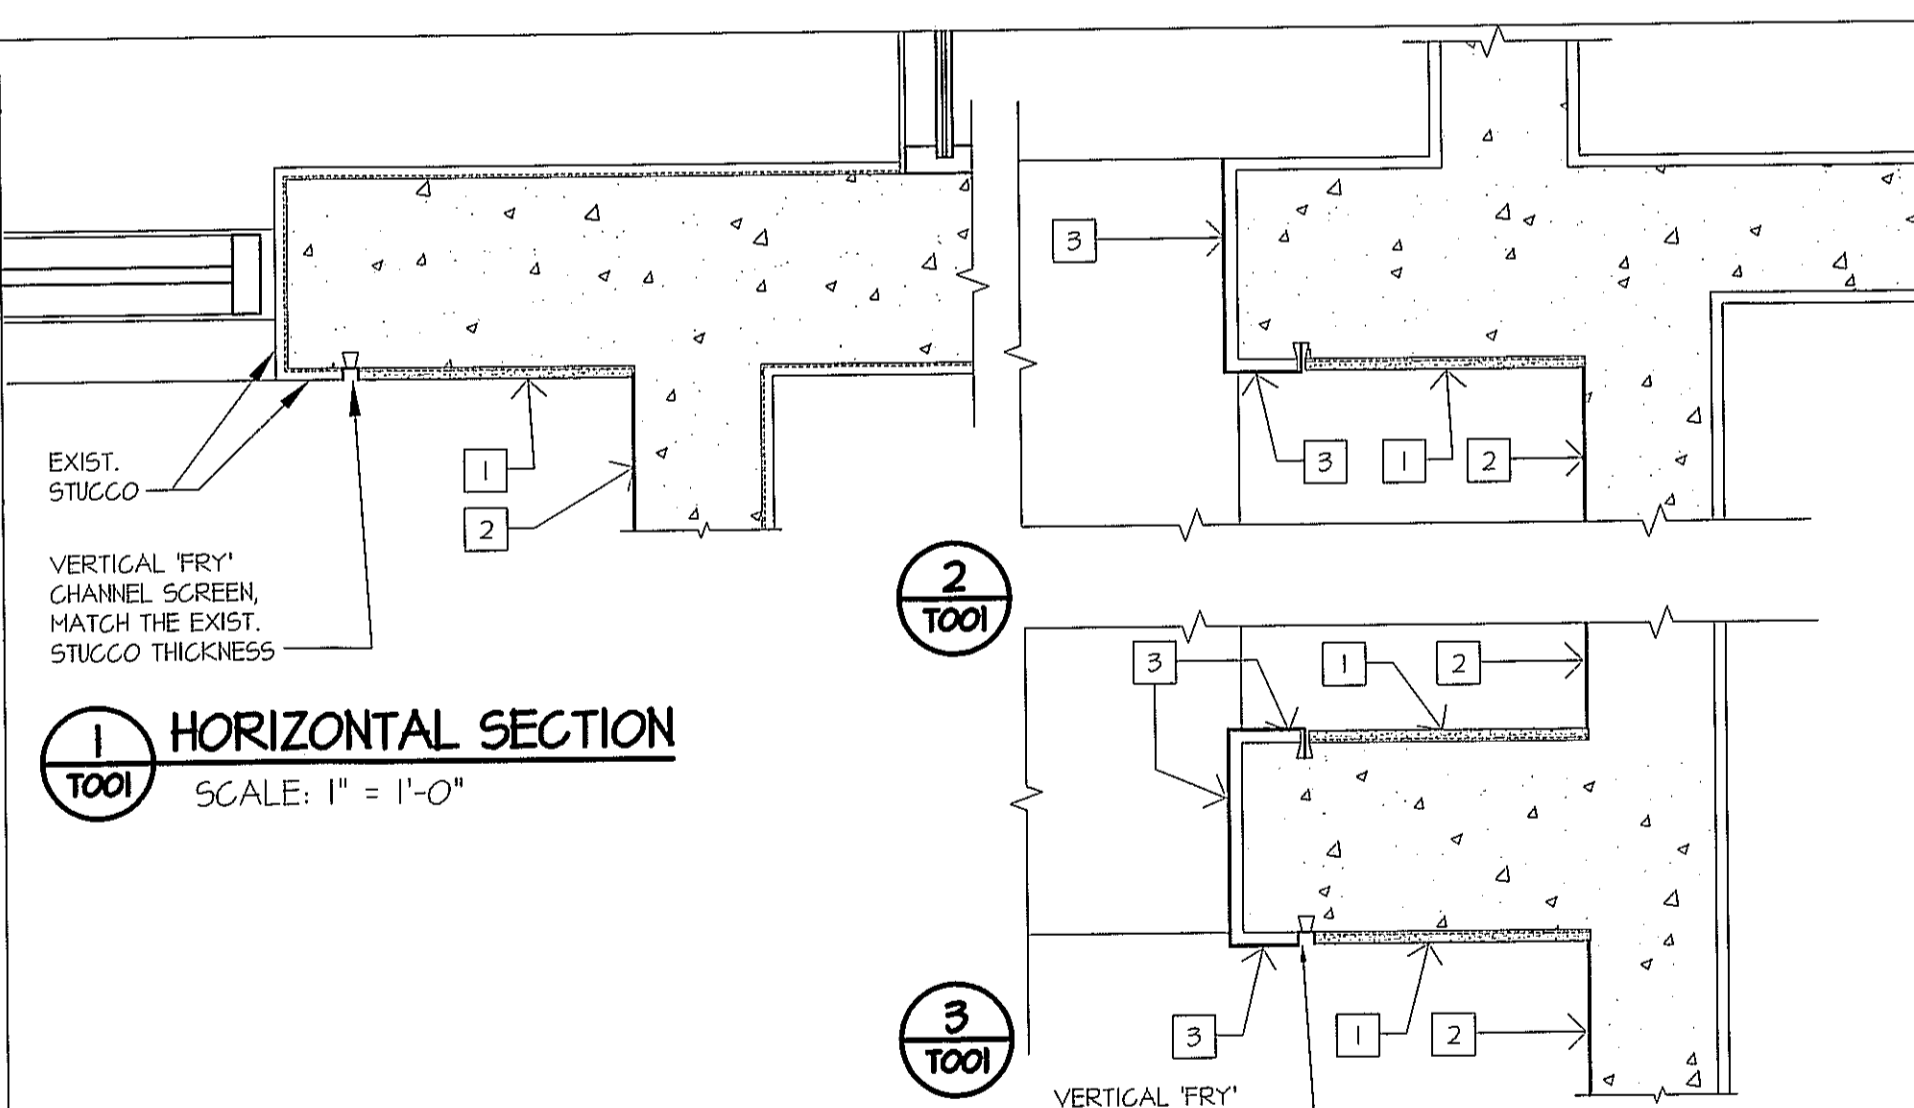 EXIST.
STUCCO
VERTICAL 'FRY'
CHANNEL SCREEN,
MATCH THE EXIST.
STUCCO THICKNESS
1
2
1
T001
HORIZONTAL SECTION
SCALE: 1" = 1'-0"
3
3
1
2
2
T001
3
1
2
3
1
2
3
T001
VERTICAL 'FRY'